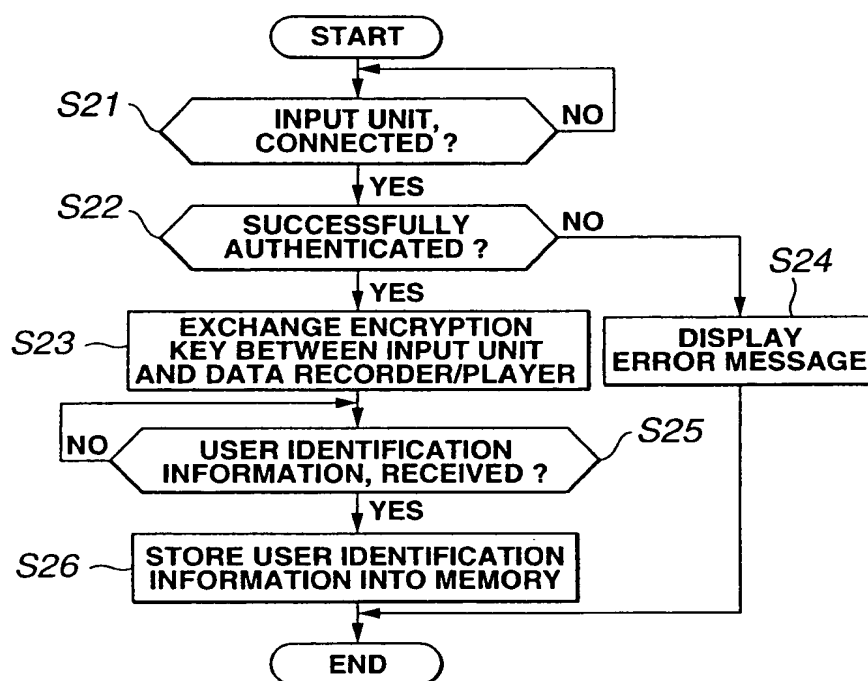 START
S21
INPUT UNIT,
CONNECTED ?
NO
YES
S22
SUCCESSFULLY
AUTHENTICATED ?
NO
YES
S24
DISPLAY
ERROR MESSAGE
S23
EXCHANGE ENCRYPTION
KEY BETWEEN INPUT UNIT
AND DATA RECORDER/PLAYER
NO
USER IDENTIFICATION
INFORMATION, RECEIVED ?
S25
YES
S26
STORE USER IDENTIFICATION
INFORMATION INTO MEMORY
END